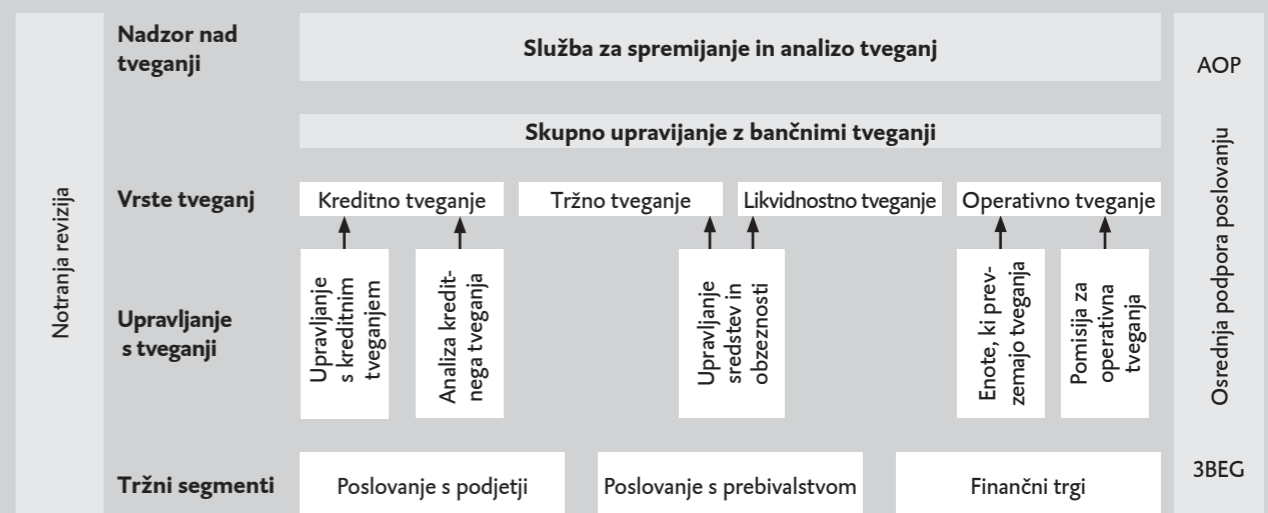 Nadzor nad
tveganji
Služba za spremijanje in analizo tveganj
AOP
Skupno upravijanje z bančnimi tveganji
Notranja revizija
Osrednja podpora poslovanju
Vrste tveganj
Kreditno tveganje
Tržno tveganje
Likvidnostno tveganje
Operativno tveganje
Upravljanje
s tveganji
Upravljanje
s kreditnim
tveganjem
Analiza kredit-
nega tveganja
Upravljanje
sredstev in
obzeznosti
Enote, ki prev-
zemajo tveganja
Pomisija za
operativna
tveganja
Tržni segmenti
Poslovanje s podjetji
Poslovanje s prebivalstvom
Finančni trgi
3BEG